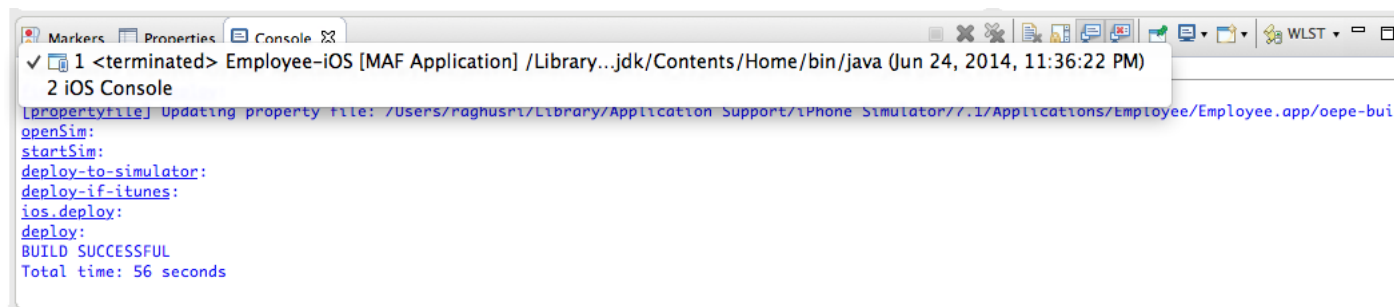 Markers Properties Console WLST
✓ 1 <terminated> Employee-iOS [MAF Application] /Library...jdk/Contents/Home/bin/java (Jun 24, 2014, 11:36:22 PM)
2 iOS Console
[propertyfile] Updating property file: /Users/raghusri/Library/Application Support/iPhone Simulator/7.1/Applications/Employee/Employee.app/oepe-bui
openSim:
startSim:
deploy-to-simulator:
deploy-if-itunes:
ios.deploy:
deploy:
BUILD SUCCESSFUL
Total time: 56 seconds